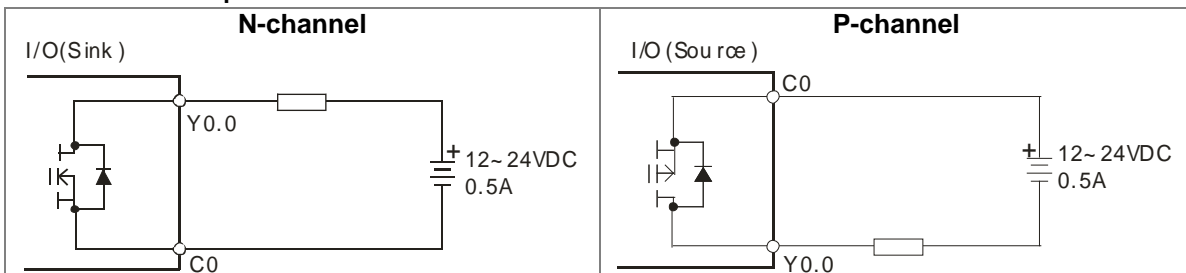 N-channel
I/O(Sink)
Y0.0
+ 12~24VDC
0.5A
C0
P-channel
I/O(Source)
C0
+ 12~24VDC
0.5A
Y0.0